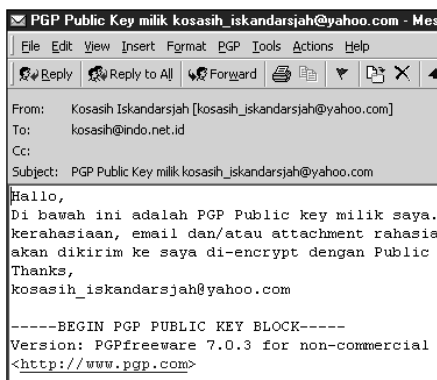 PGP Public Key milik kosasih_iskandarsjah@yahoo.com - Mes
File Edit View Insert Format PGP Tools Actions Help
Reply Reply to All Forward
From: Kosasih Iskandarsjah [kosasih_iskandarsjah@yahoo.com]
To: kosasih@indo.net.id
Cc:
Subject: PGP Public Key milik kosasih_iskandarsjah@yahoo.com
Hallo,
Di bawah ini adalah PGP Public key milik saya.
kerahasiaan, email dan/atau attachment rahasia
akan dikirim ke saya di-encrypt dengan Public
Thanks,
kosasih_iskandarsjah@yahoo.com
-----BEGIN PGP PUBLIC KEY BLOCK-----
Version: PGPfreeware 7.0.3 for non-commercial
<http://www.pgp.com>